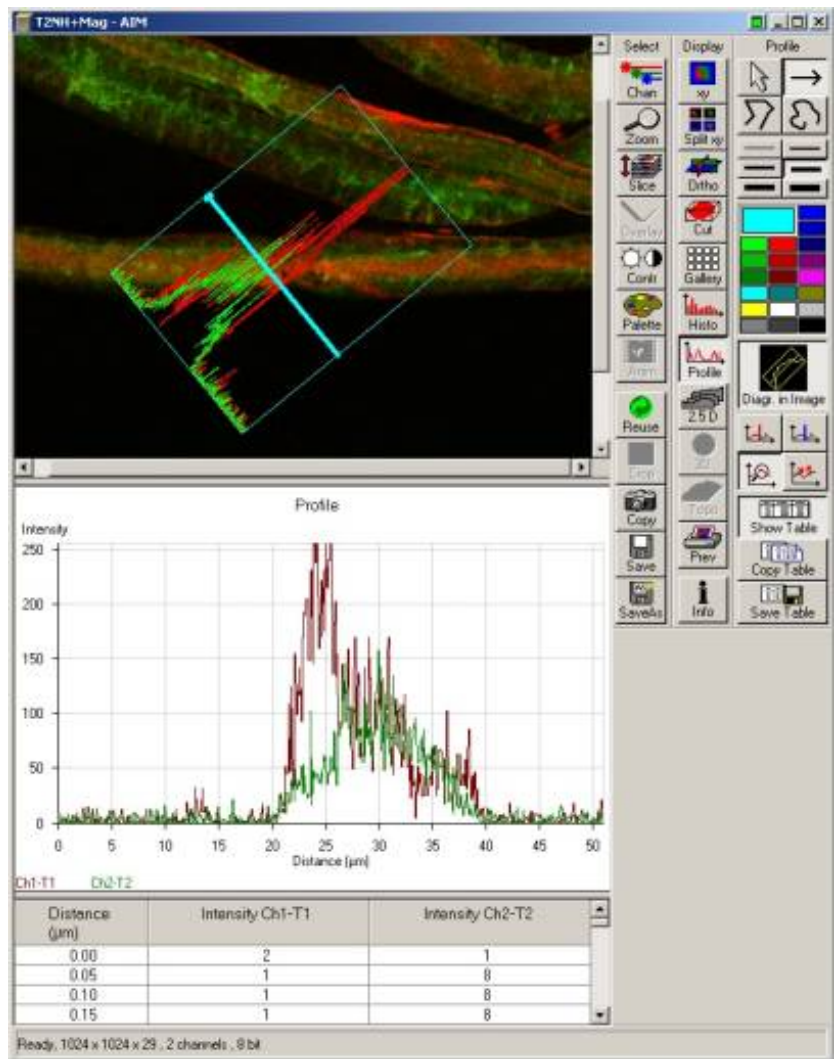 T2NH+Mag - AIM
Select Display Profile
Chan xy
Zoom Split xy
Slice Ortho
Overlay Cut
Contr Gallery
Palette Histo
Anim Profile
Diagr. in Image
Reuse 2.5 D
Crop 3D
Copy Topo
Show Table
Save Prev
Copy Table
SaveAs Info
Save Table
Profile
Intensity
250
200
150
100
50
0
0 5 10 15 20 25 30 35 40 45 50
Distance (µm)
Ch1-T1 Ch2-T2
Distance (µm) Intensity Ch1-T1 Intensity Ch2-T2
0.00 2 1
0.05 1 8
0.10 1 8
0.15 1 8
Ready, 1024 x 1024 x 29 , 2 channels , 8 bit